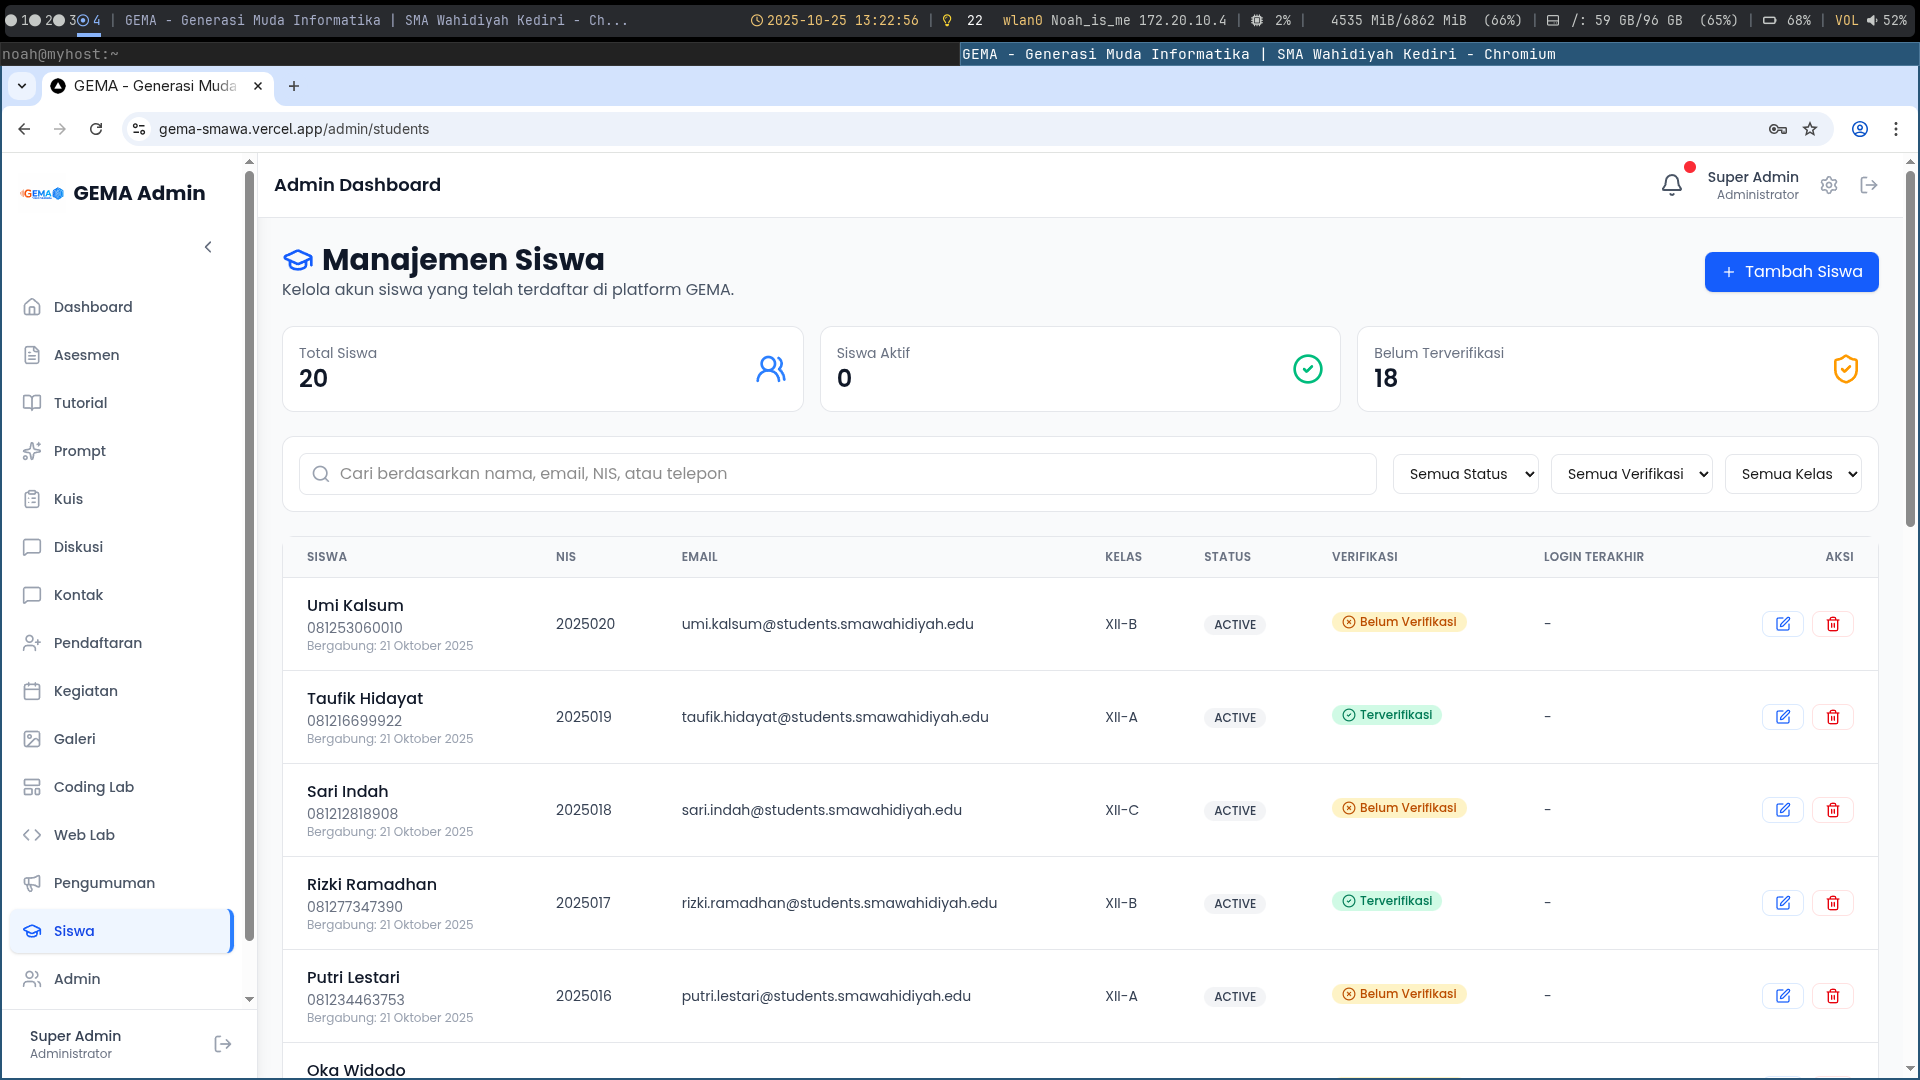 1 2 3 4 | GEMA - Generasi Muda Informatika | SMA Wahidiyah Kediri - Ch... 2025-10-25 13:22:56 | 22 wlan0 Noah_is_me 172.20.10.4 | 2% | 4535 MiB/6862 MiB (66%) | /: 59 GB/96 GB (65%) | 68% | VOL 52%
noah@myhost:~ GEMA - Generasi Muda Informatika | SMA Wahidiyah Kediri - Chromium
GEMA - Generasi Muda
gema-smawa.vercel.app/admin/students
GEMA GEMA Admin
Dashboard
Asesmen
Tutorial
Prompt
Kuis
Diskusi
Kontak
Pendaftaran
Kegiatan
Galeri
Coding Lab
Web Lab
Pengumuman
Siswa
Admin
Super Admin
Administrator
Admin Dashboard
Super Admin
Administrator
Manajemen Siswa
Kelola akun siswa yang telah terdaftar di platform GEMA.
+ Tambah Siswa
Total Siswa
20
Siswa Aktif
0
Belum Terverifikasi
18
Cari berdasarkan nama, email, NIS, atau telepon
Semua Status
Semua Verifikasi
Semua Kelas
SISWA NIS EMAIL KELAS STATUS VERIFIKASI LOGIN TERAKHIR AKSI
Umi Kalsum
081253060010
Bergabung: 21 Oktober 2025
2025020 umi.kalsum@students.smawahidiyah.edu XII-B ACTIVE Belum Verifikasi -
Taufik Hidayat
081216699922
Bergabung: 21 Oktober 2025
2025019 taufik.hidayat@students.smawahidiyah.edu XII-A ACTIVE Terverifikasi -
Sari Indah
081212818908
Bergabung: 21 Oktober 2025
2025018 sari.indah@students.smawahidiyah.edu XII-C ACTIVE Belum Verifikasi -
Rizki Ramadhan
081277347390
Bergabung: 21 Oktober 2025
2025017 rizki.ramadhan@students.smawahidiyah.edu XII-B ACTIVE Terverifikasi -
Putri Lestari
081234463753
Bergabung: 21 Oktober 2025
2025016 putri.lestari@students.smawahidiyah.edu XII-A ACTIVE Belum Verifikasi -
Oka Widodo